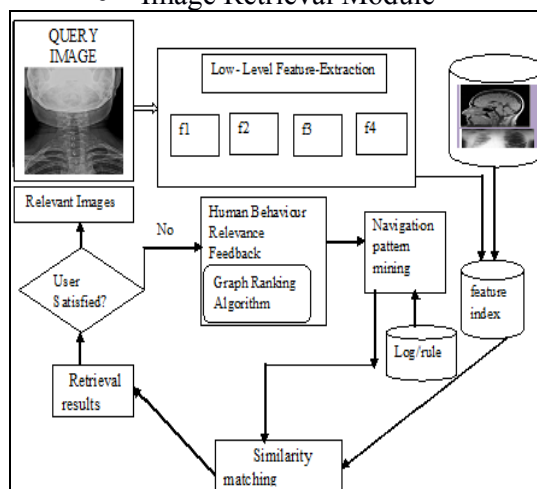 Image Retrieval Module
QUERY
IMAGE
Low- Level Feature-Extraction
f1
f2
f3
f4
Relevant Images
No
Human Behaviour
Relevance
Feedback
Graph Ranking
Algorithm
Navigation
pattern
mining
User
Satisfied?
feature
index
Log/rule
Retrieval
results
Similarity
matching